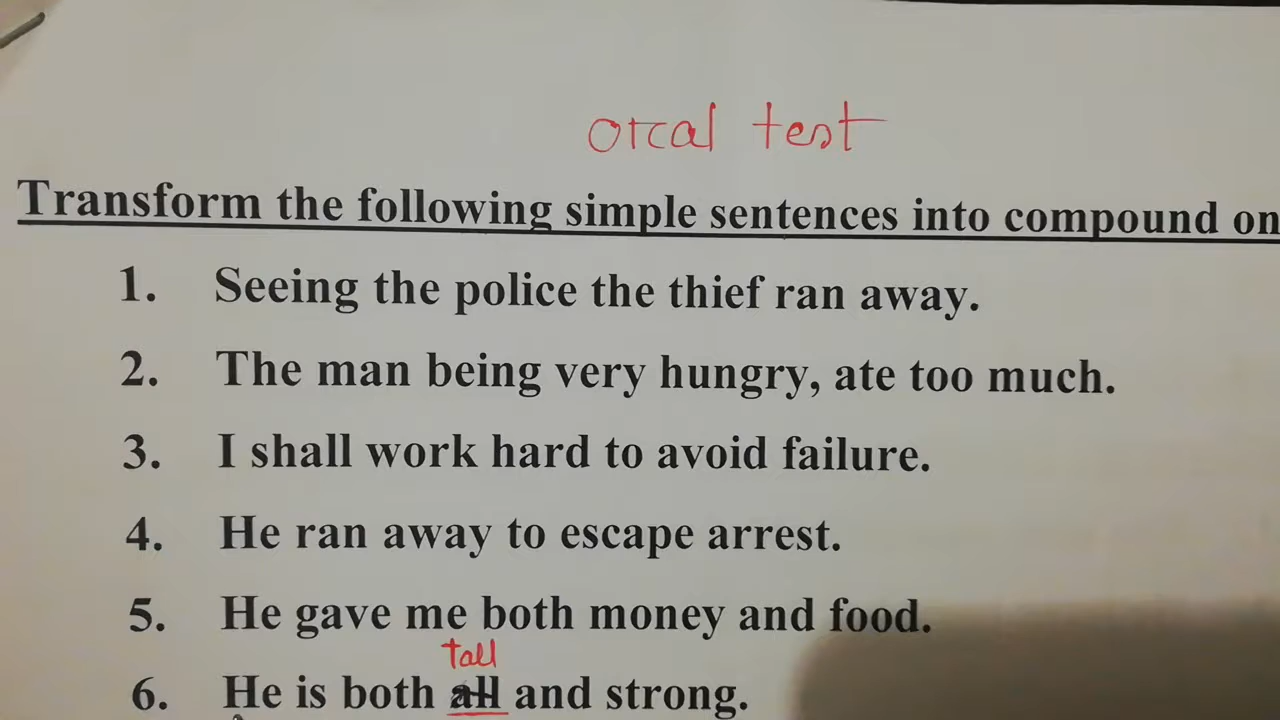 orcal test
Transform the following simple sentences into compound on
1. Seeing the police the thief ran away.
2. The man being very hungry, ate too much.
3. I shall work hard to avoid failure.
4. He ran away to escape arrest.
5. He gave me both money and food.
tall
6. He is both all and strong.